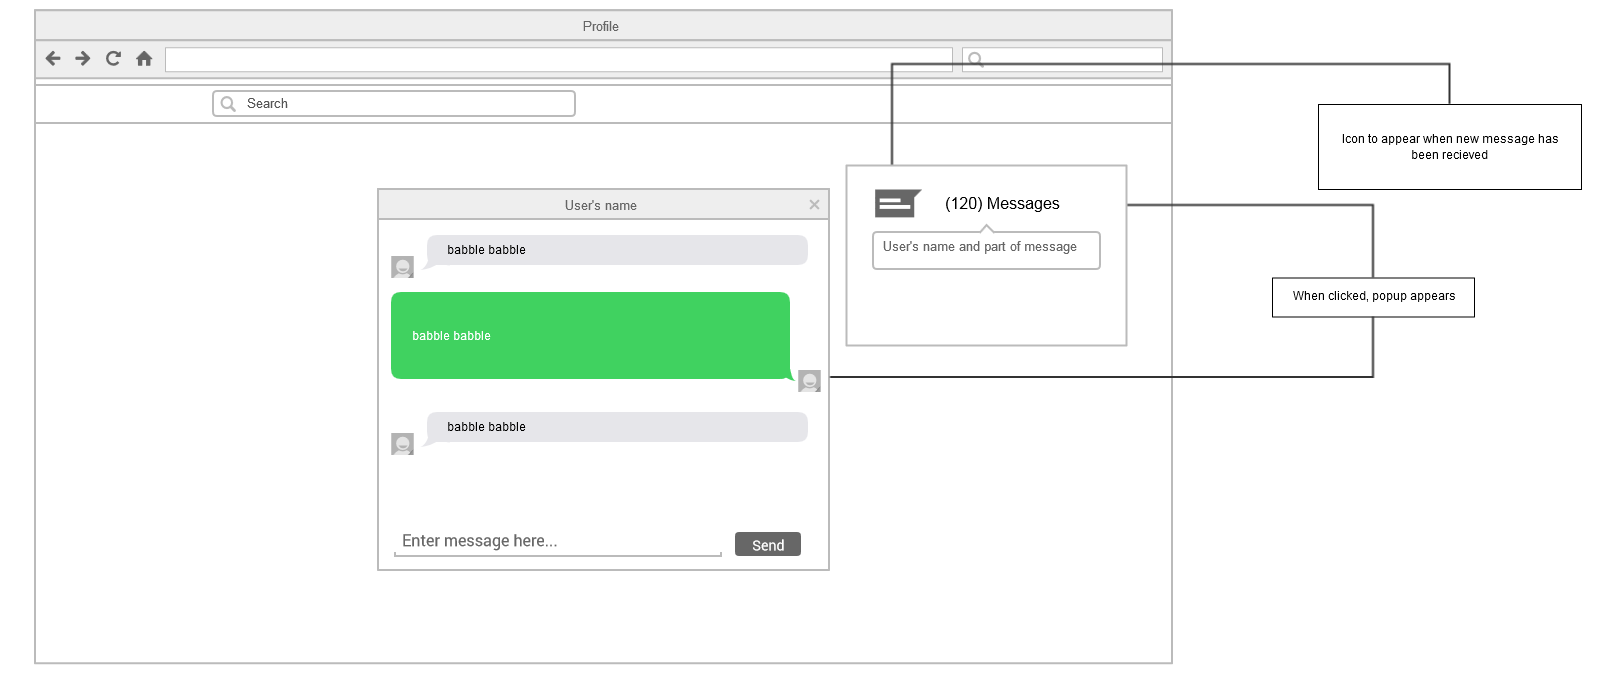 Profile
Search
Icon to appear when new message has
been recieved
(120) Messages
User's name and part of message
User's name
babble babble
babble babble
babble babble
Enter message here...
Send
When clicked, popup appears